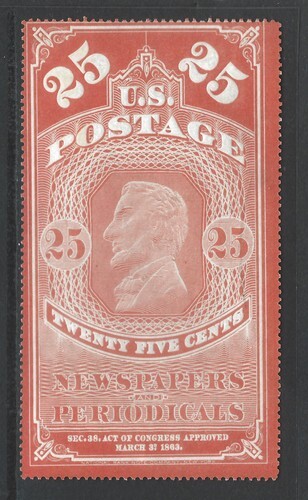 25 25
U.S.
POSTAGE
25 25
TWENTY FIVE CENTS
NEWSPAPERS
AND
PERIODICALS
SEC. 38, ACT OF CONGRESS APPROVED
MARCH 3D 1863.